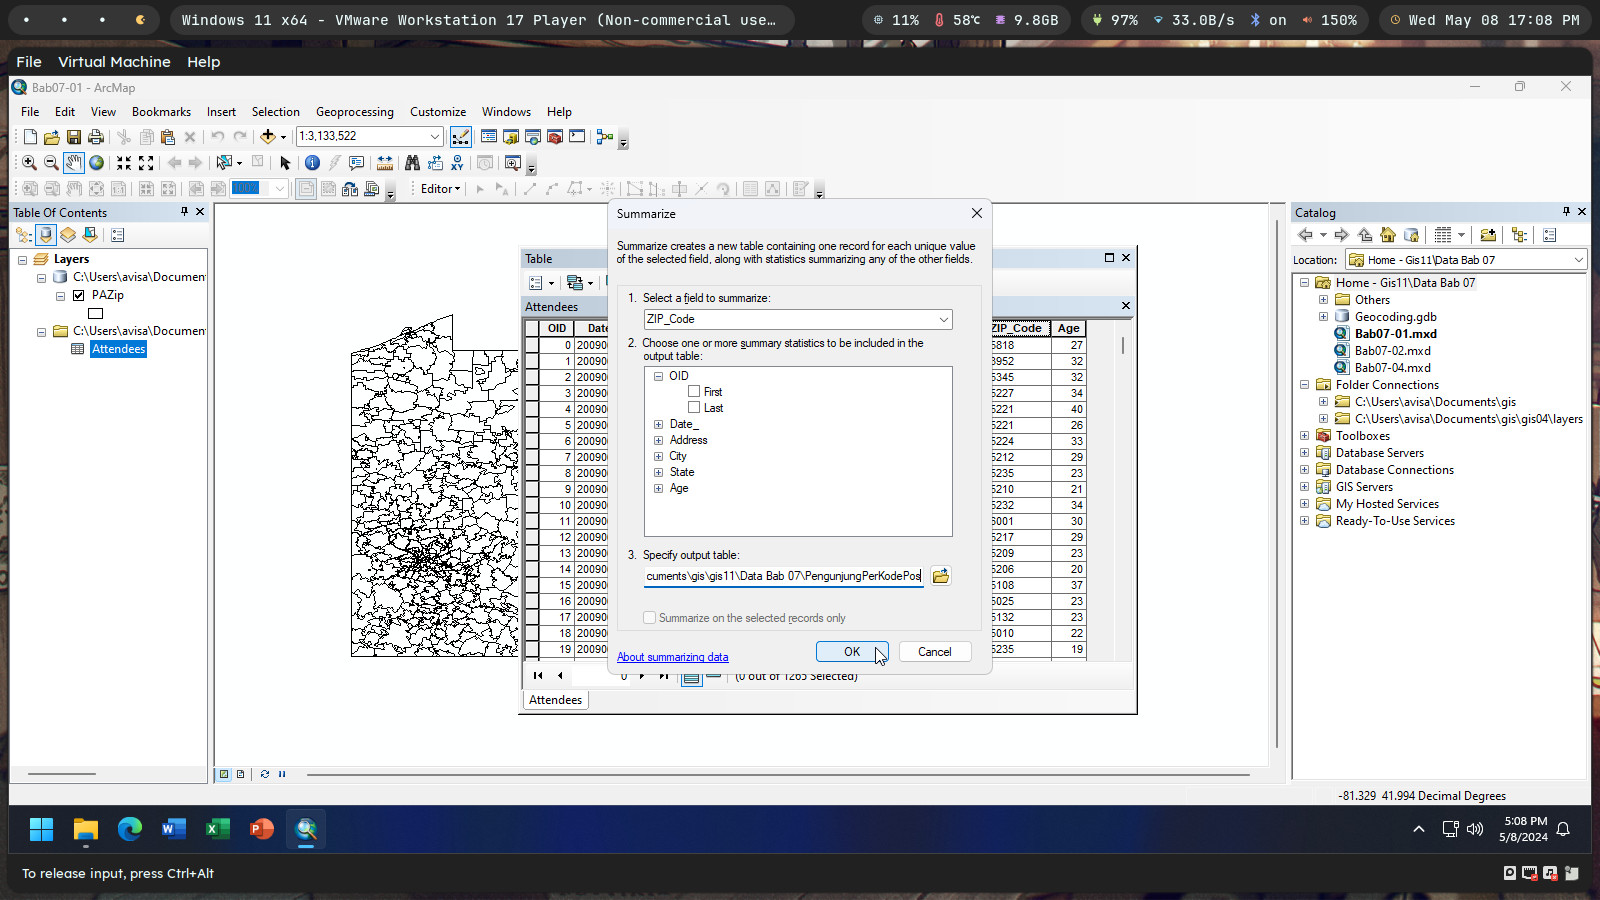 Windows 11 x64 - VMware Workstation 17 Player (Non-commercial use…
11%
58℃
9.8GB
97%
33.0B/s
on
150%
Wed May 08 17:08 PM
File Virtual Machine Help
Bab07-01 - ArcMap
File Edit View Bookmarks Insert Selection Geoprocessing Customize Windows Help
1:3,133,522
100%
Editor
Table Of Contents
Layers
C:\Users\avisa\Documen
PAZip
C:\Users\avisa\Documen
Attendees
Table
Attendees
OID Date
0 20090
1 20090
2 20090
3 20090
4 20090
5 20090
6 20090
7 20090
8 20090
9 20090
10 20090
11 20090
12 20090
13 20090
14 20090
15 20090
16 20090
17 20090
18 20090
19 20090
ZIP_Code Age
5818 27
3952 32
5345 32
5227 34
5221 40
5221 26
5224 33
5212 29
5235 23
5210 21
5232 34
6001 30
5217 29
5209 23
5206 20
5108 37
5025 23
5132 23
5010 22
5235 19
0
(0 out of 1265 Selected)
Attendees
Summarize
Summarize creates a new table containing one record for each unique value
of the selected field, along with statistics summarizing any of the other fields.
1. Select a field to summarize:
ZIP_Code
2. Choose one or more summary statistics to be included in the
output table:
OID
First
Last
Date_
Address
City
State
Age
3. Specify output table:
cuments\gis\gis11\Data Bab 07\PengunjungPerKodePos
Summarize on the selected records only
About summarizing data
OK
Cancel
Catalog
Location: Home - Gis11\Data Bab 07
Home - Gis11\Data Bab 07
Others
Geocoding.gdb
Bab07-01.mxd
Bab07-02.mxd
Bab07-04.mxd
Folder Connections
C:\Users\avisa\Documents\gis
C:\Users\avisa\Documents\gis\gis04\layers
Toolboxes
Database Servers
Database Connections
GIS Servers
My Hosted Services
Ready-To-Use Services
-81.329 41.994 Decimal Degrees
5:08 PM
5/8/2024
To release input, press Ctrl+Alt